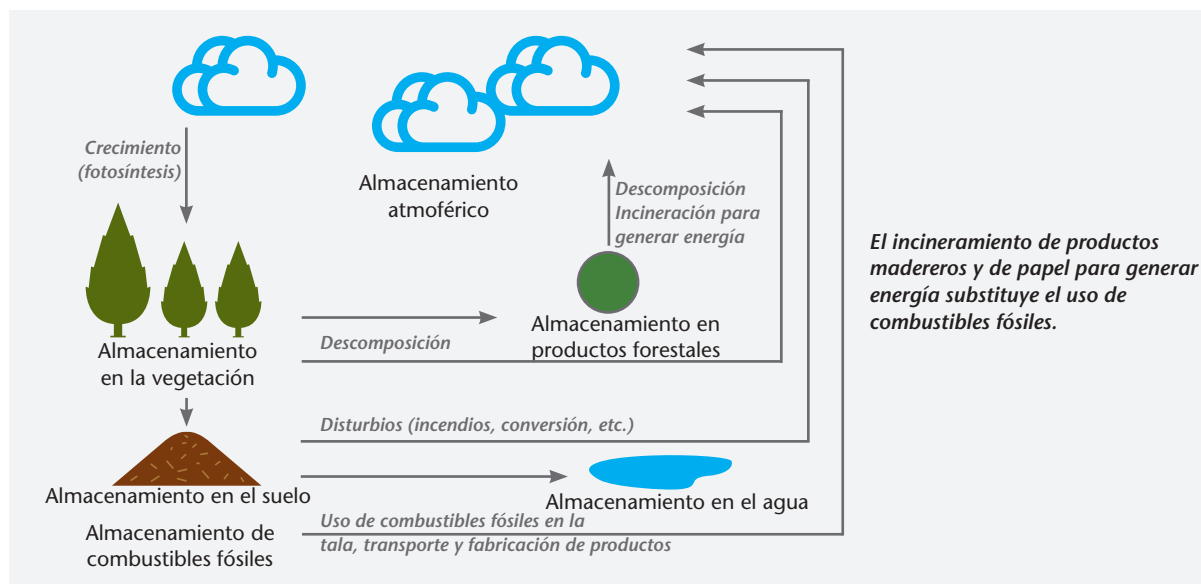 Crecimiento
(fotosíntesis)
Almacenamiento
atmoférico
Descomposición
Incineración para
generar energía
El incineramiento de productos
madereros y de papel para generar
energía substituye el uso de
combustibles fósiles.
Almacenamiento en
productos forestales
Descomposición
Almacenamiento
en la vegetación
Disturbios (incendios, conversión, etc.)
Almacenamiento en el suelo
Almacenamiento en el agua
Almacenamiento de
combustibles fósiles
Uso de combustibles fósiles en la
tala, transporte y fabricación de productos